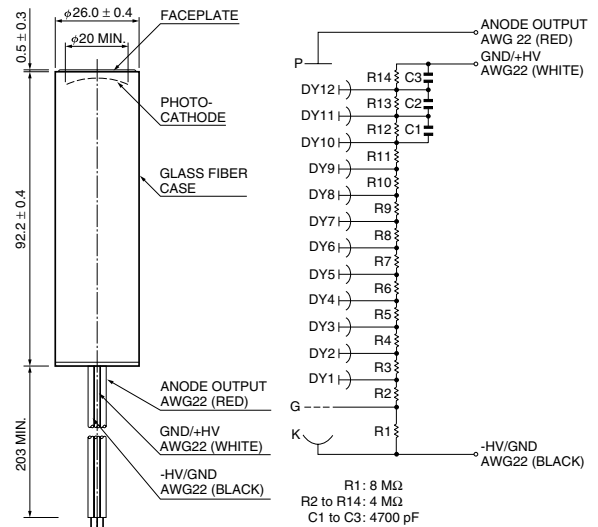 φ26.0 ± 0.4
FACEPLATE
φ20 MIN.
0.5 ± 0.3
PHOTO-
CATHODE
GLASS FIBER
CASE
92.2 ± 0.4
ANODE OUTPUT
AWG22 (RED)
GND/+HV
AWG22 (WHITE)
-HV/GND
AWG22 (BLACK)
203 MIN.
ANODE OUTPUT
AWG 22 (RED)
GND/+HV
AWG22 (WHITE)
P
R14
C3
DY12
R13
C2
DY11
R12
C1
DY10
R11
DY9
R10
DY8
R9
DY7
R8
DY6
R7
DY5
R6
DY4
R5
DY3
R4
DY2
R3
DY1
R2
G
K
R1
-HV/GND
AWG22 (BLACK)
R1: 8 MΩ
R2 to R14: 4 MΩ
C1 to C3: 4700 pF